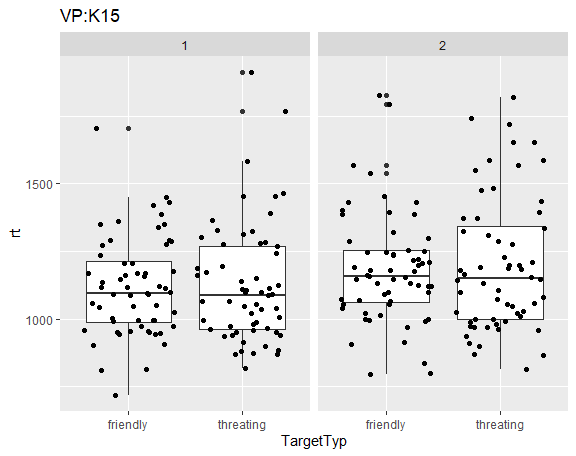 VP:K15
1 2
rt
1500
1000
friendly threating friendly threating
TargetTyp